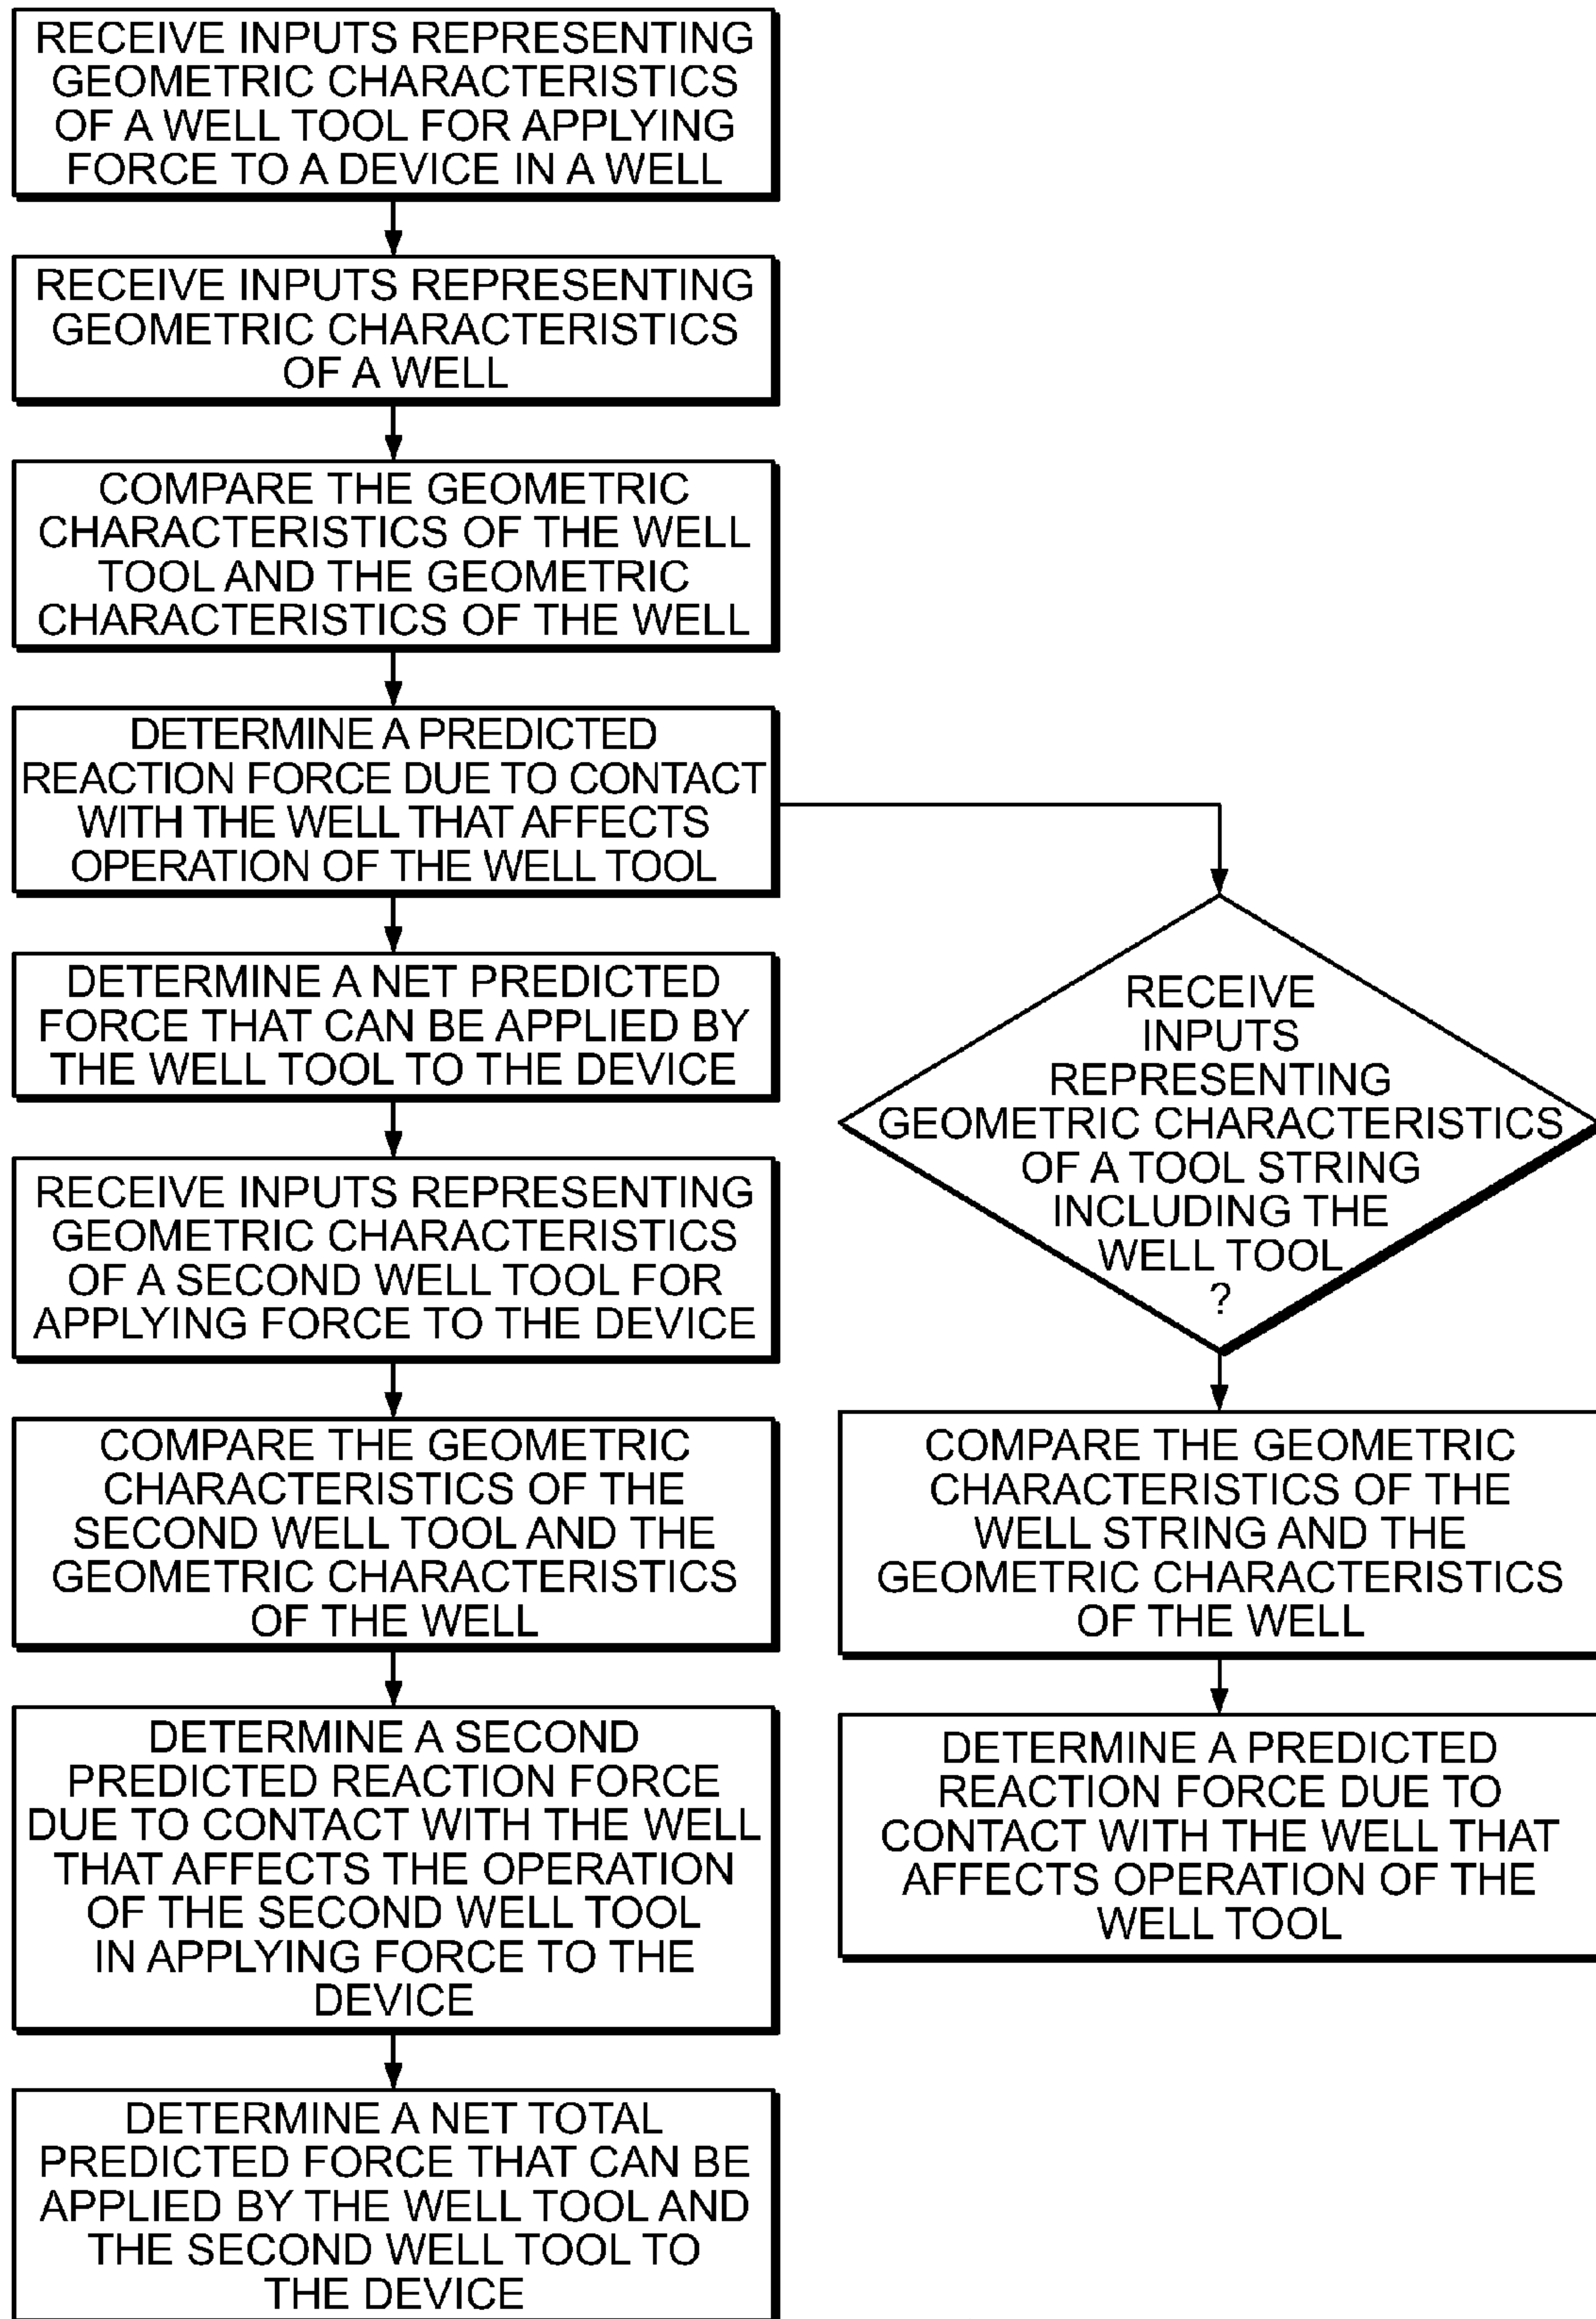 RECEIVE INPUTS REPRESENTING
GEOMETRIC CHARACTERISTICS
OF A WELL TOOL FOR APPLYING
FORCE TO A DEVICE IN A WELL
RECEIVE INPUTS REPRESENTING
GEOMETRIC CHARACTERISTICS
OF A WELL
COMPARE THE GEOMETRIC
CHARACTERISTICS OF THE WELL
TOOL AND THE GEOMETRIC
CHARACTERISTICS OF THE WELL
DETERMINE A PREDICTED
REACTION FORCE DUE TO CONTACT
WITH THE WELL THAT AFFECTS
OPERATION OF THE WELL TOOL
DETERMINE A NET PREDICTED
FORCE THAT CAN BE APPLIED BY
THE WELL TOOL TO THE DEVICE
RECEIVE INPUTS REPRESENTING
GEOMETRIC CHARACTERISTICS
OF A SECOND WELL TOOL FOR
APPLYING FORCE TO THE DEVICE
COMPARE THE GEOMETRIC
CHARACTERISTICS OF THE
SECOND WELL TOOL AND THE
GEOMETRIC CHARACTERISTICS
OF THE WELL
DETERMINE A SECOND
PREDICTED REACTION FORCE
DUE TO CONTACT WITH THE WELL
THAT AFFECTS THE OPERATION
OF THE SECOND WELL TOOL
IN APPLYING FORCE TO THE
DEVICE
DETERMINE A NET TOTAL
PREDICTED FORCE THAT CAN BE
APPLIED BY THE WELL TOOL AND
THE SECOND WELL TOOL TO
THE DEVICE
RECEIVE
INPUTS
REPRESENTING
GEOMETRIC CHARACTERISTICS
OF A TOOL STRING
INCLUDING THE
WELL TOOL
?
COMPARE THE GEOMETRIC
CHARACTERISTICS OF THE
WELL STRING AND THE
GEOMETRIC CHARACTERISTICS
OF THE WELL
DETERMINE A PREDICTED
REACTION FORCE DUE TO
CONTACT WITH THE WELL THAT
AFFECTS OPERATION OF THE
WELL TOOL